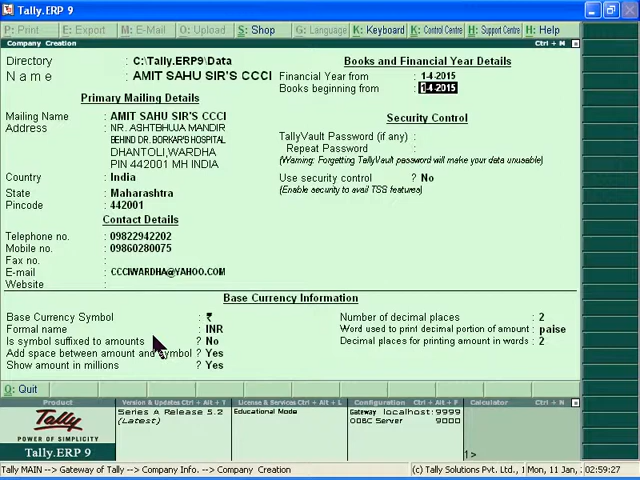 Tally.ERP 9
P: Print
E: Export
M: E-Mail
O: Upload
S: Shop
G: Language
K: Keyboard
K: Control Centre
H: Support Centre
H: Help
Company Creation
Ctrl + M
Directory : C:\Tally.ERP9\Data
Name : AMIT SAHU SIR'S CCCI
Books and Financial Year Details
Financial Year from : 1-4-2015
Books beginning from : 1-4-2015
Primary Mailing Details
Mailing Name : AMIT SAHU SIR'S CCCI
Address : NR. ASHTBHUJA MANDIR
BEHIND DR. BORKAR'S HOSPITAL
DHANTOLI,WARDHA
PIN 442001 MH INDIA
Country : India
State : Maharashtra
Pincode : 442001
Security Control
TallyVault Password (if any) :
Repeat Password :
(Warning: Forgetting TallyVault password will make your data unusable)
Use security control ? No
(Enable security to avail TSS features)
Contact Details
Telephone no. : 09822942202
Mobile no. : 09860280075
Fax no. :
E-mail : CCCIWARDHA@YAHOO.COM
Website :
Base Currency Information
Base Currency Symbol : ₹
Formal name : INR
Is symbol suffixed to amounts ? No
Add space between amount and symbol ? Yes
Show amount in millions ? Yes
Number of decimal places : 2
Word used to print decimal portion of amount : paise
Decimal places for printing amount in words : 2
Q: Quit
Product
Tally
POWER OF SIMPLICITY
Tally.ERP 9
Version & Updates Ctrl + Alt + T
Series A Release 5.2
(Latest)
License & Services Ctrl + Alt + L
Educational Mode
Configuration Ctrl + Alt + F
Gateway localhost:9999
ODBC Server 9000
Calculator Ctrl + N
1>
Tally MAIN --> Gateway of Tally --> Company Info. --> Company Creation
(c) Tally Solutions Pvt. Ltd., 1
Mon, 11 Jan,
02:59:27